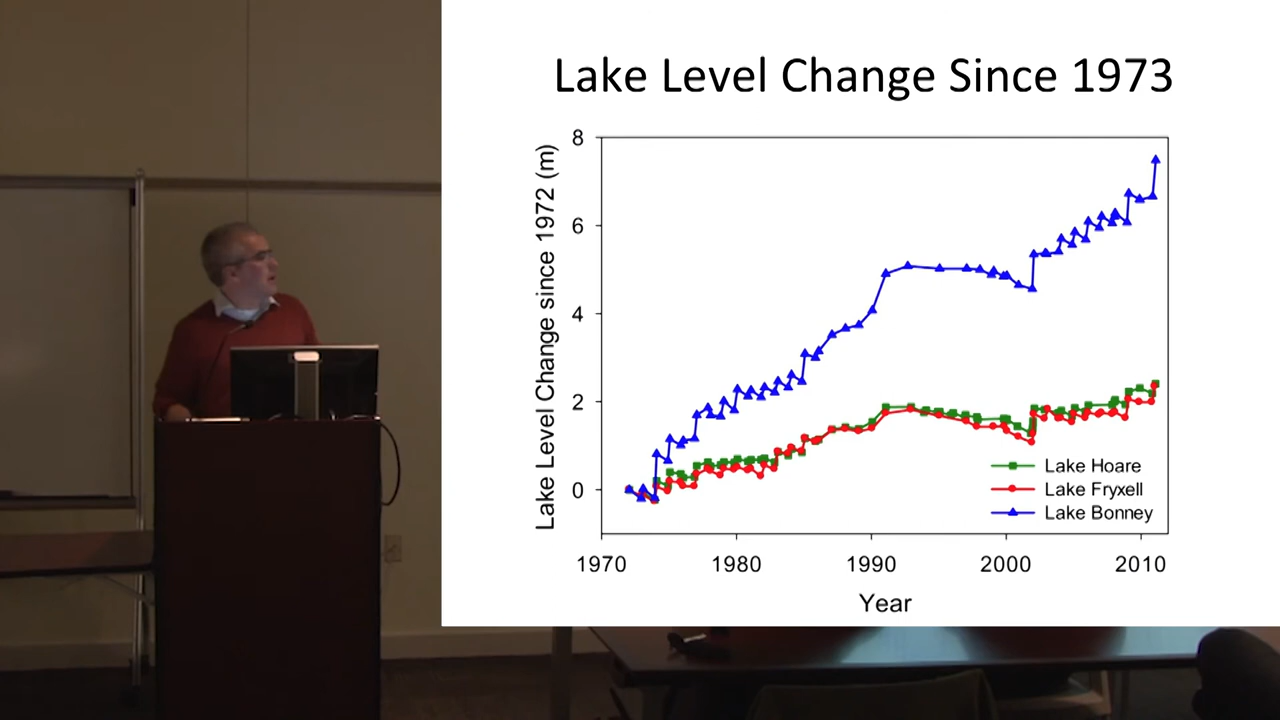 Lake Level Change Since 1973
Lake Level Change since 1972 (m)
8
6
4
2
0
Lake Hoare
Lake Fryxell
Lake Bonney
1970 1980 1990 2000 2010
Year